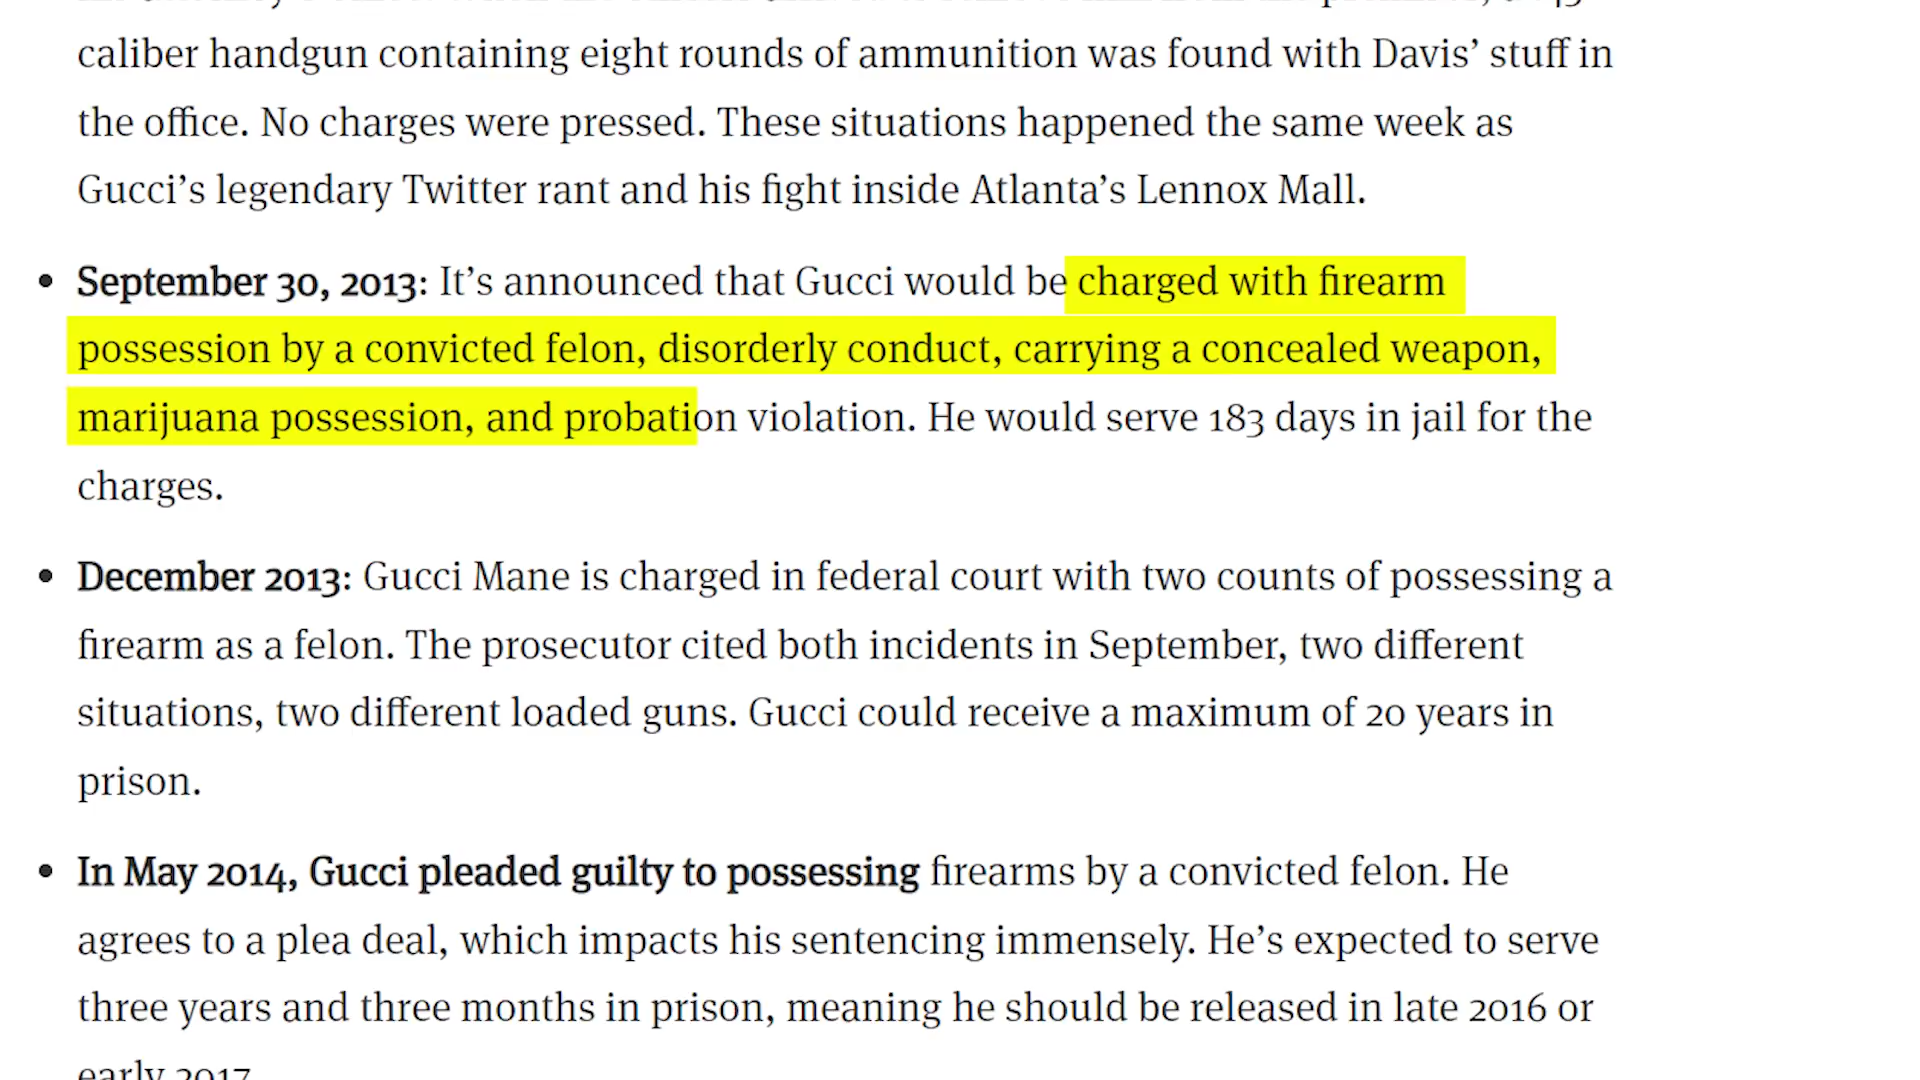 caliber handgun containing eight rounds of ammunition was found with Davis’ stuff in
the office. No charges were pressed. These situations happened the same week as
Gucci’s legendary Twitter rant and his fight inside Atlanta’s Lennox Mall.
• September 30, 2013: It’s announced that Gucci would be charged with firearm
possession by a convicted felon, disorderly conduct, carrying a concealed weapon,
marijuana possession, and probation violation. He would serve 183 days in jail for the
charges.
• December 2013: Gucci Mane is charged in federal court with two counts of possessing a
firearm as a felon. The prosecutor cited both incidents in September, two different
situations, two different loaded guns. Gucci could receive a maximum of 20 years in
prison.
• In May 2014, Gucci pleaded guilty to possessing firearms by a convicted felon. He
agrees to a plea deal, which impacts his sentencing immensely. He’s expected to serve
three years and three months in prison, meaning he should be released in late 2016 or
early 2017